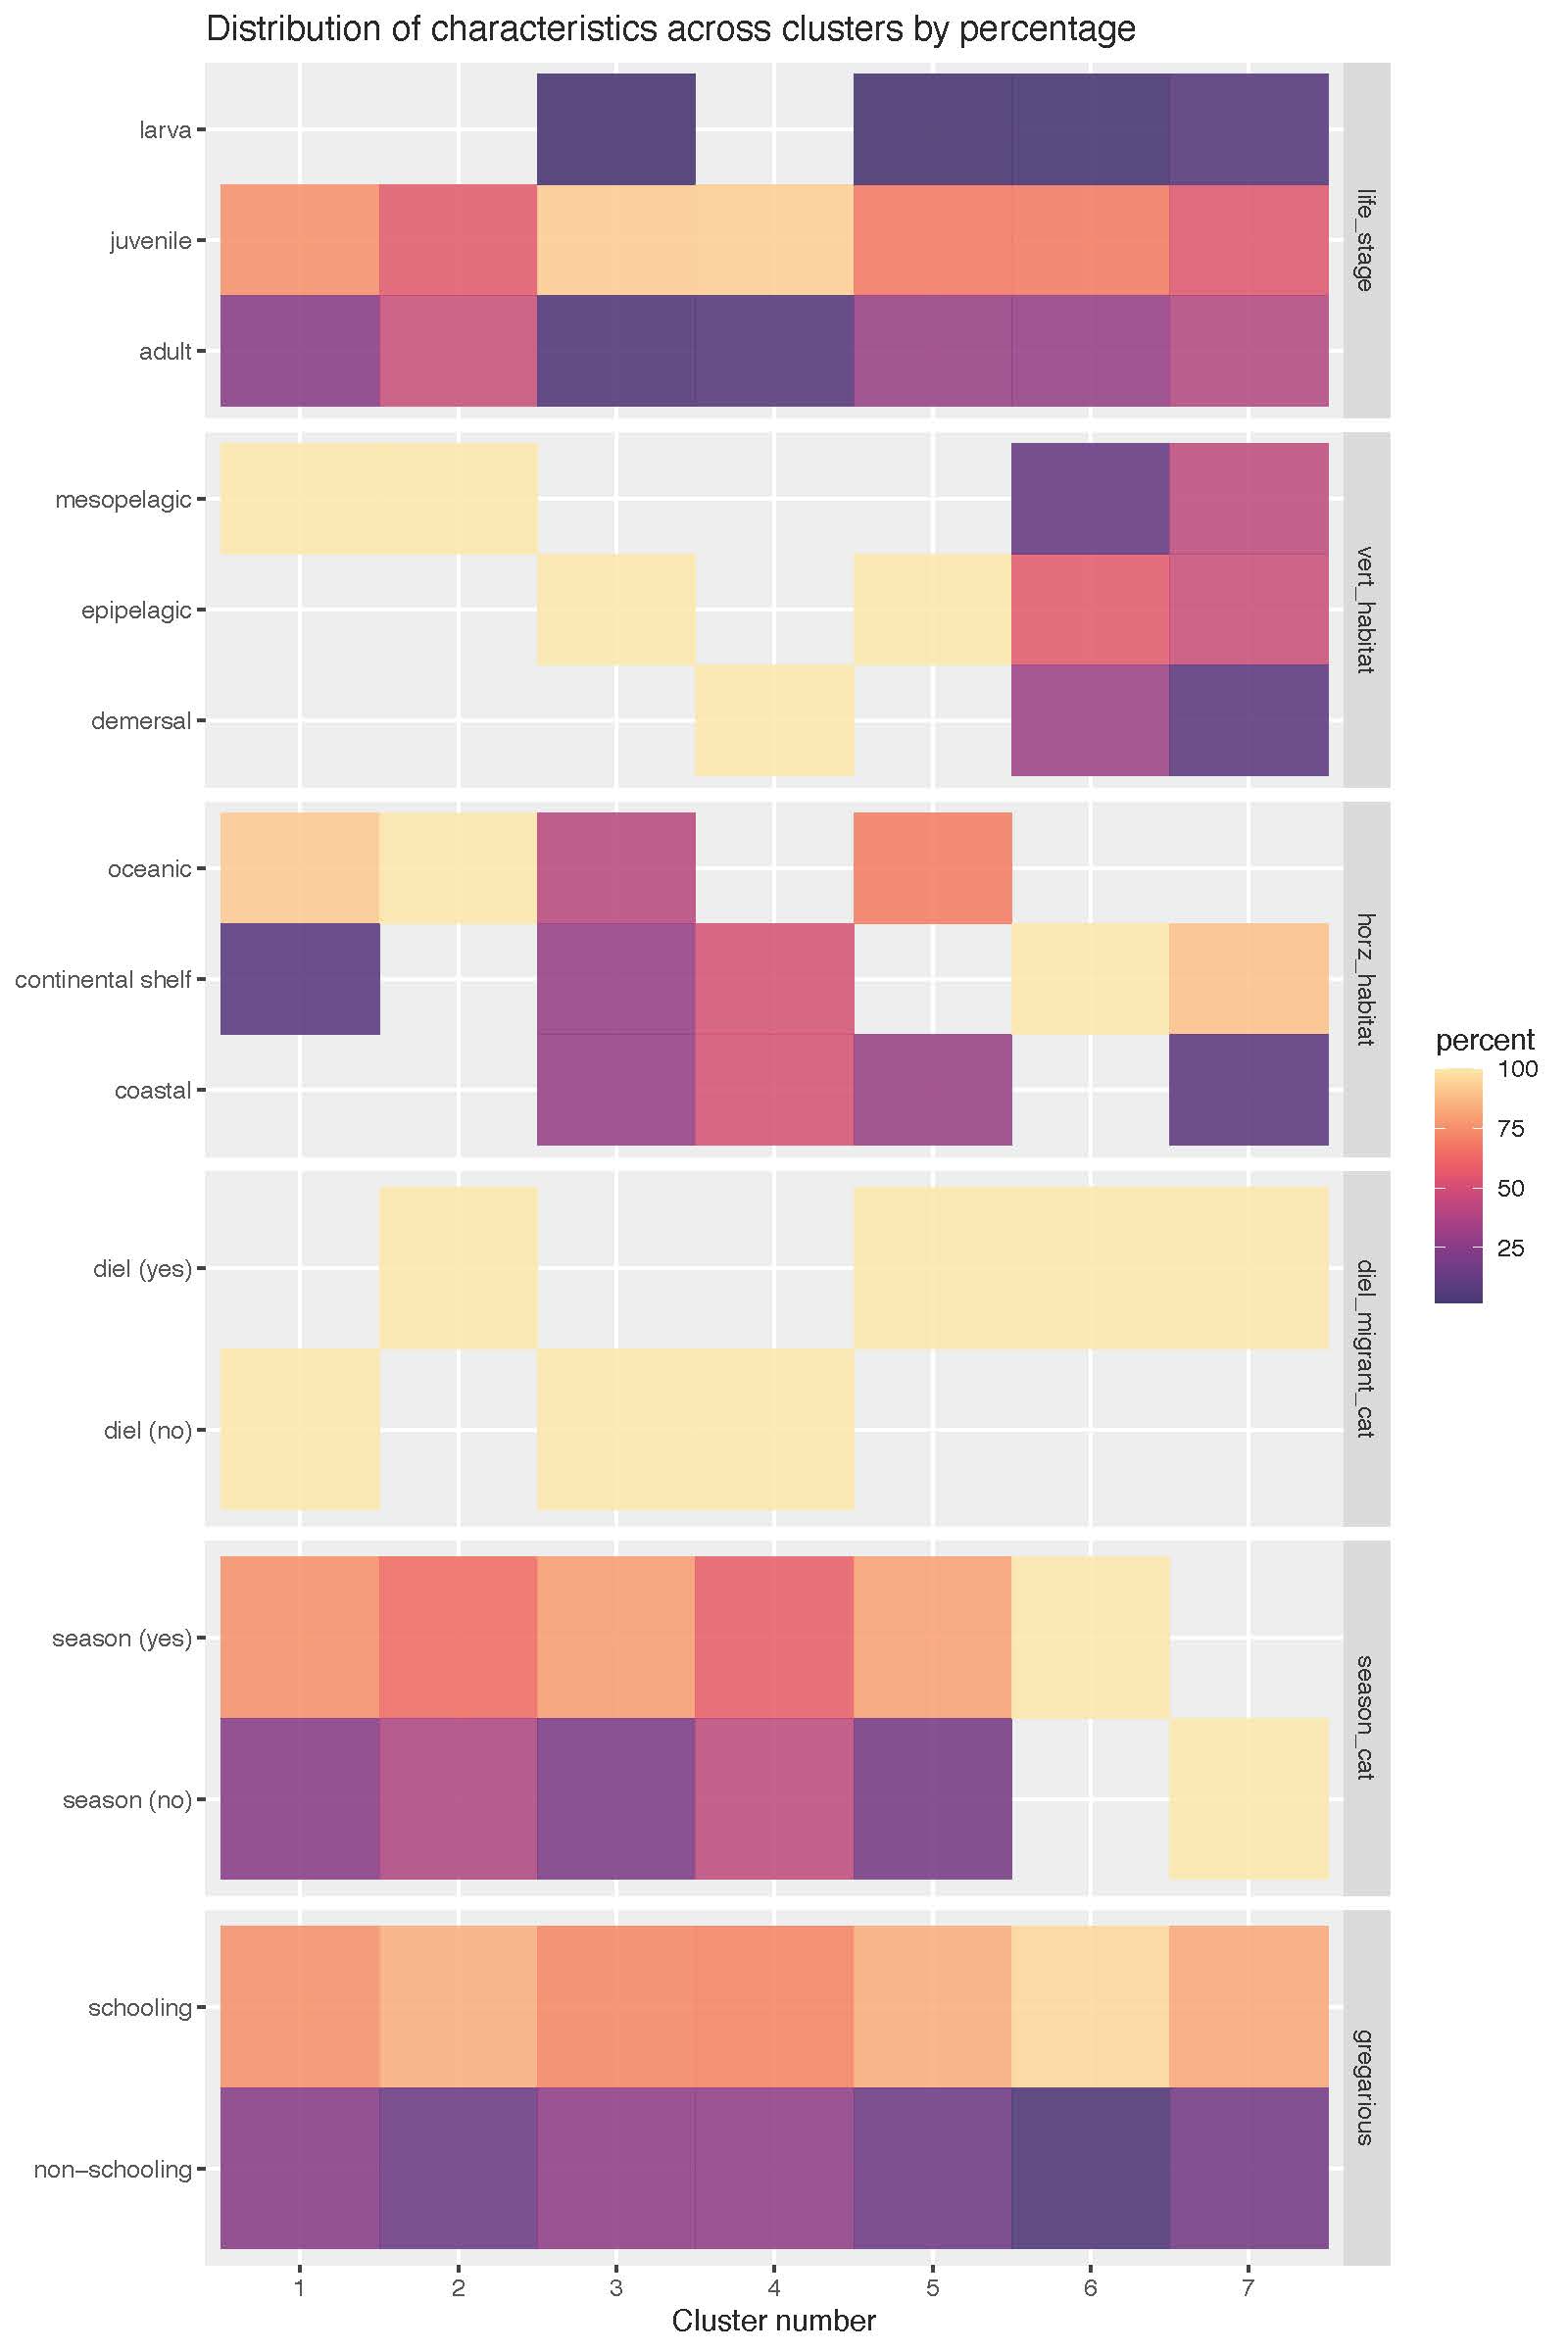 Distribution of characteristics across clusters by percentage
larva
juvenile
adult
life_stage
mesopelagic
epipelagic
demersal
vert_habitat
oceanic
continental shelf
coastal
horz_habitat
diel (yes)
diel (no)
diel_migrant_cat
season (yes)
season (no)
season_cat
schooling
non−schooling
gregarious
1 2 3 4 5 6 7
Cluster number
percent
100
75
50
25